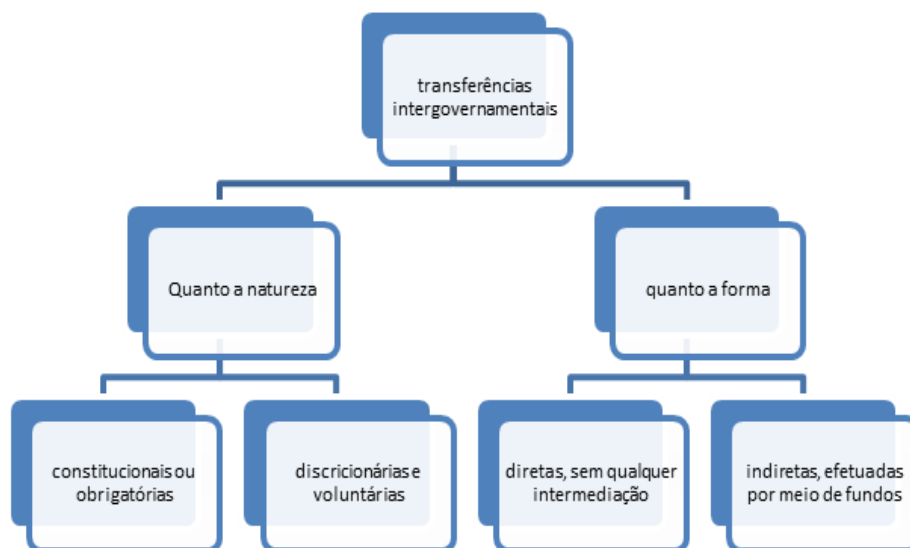 transferências
intergovernamentais
Quanto a natureza
quanto a forma
constitucionais ou
obrigatórias
discricionárias e
voluntárias
diretas, sem qualquer
intermediação
indiretas, efetuadas
por meio de fundos